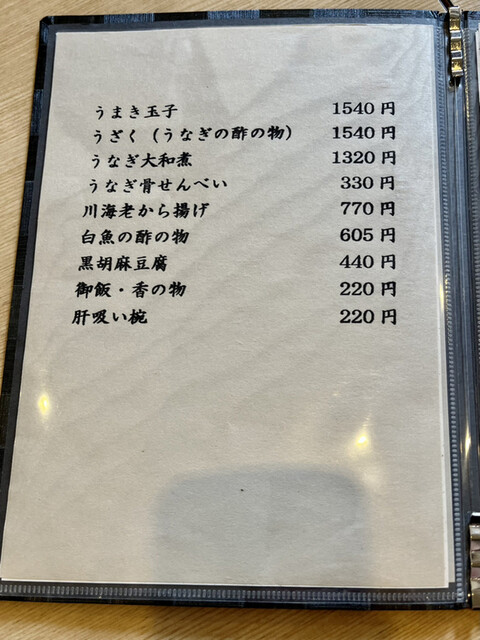 うまき玉子 1540円
うざく（うなぎの酢の物） 1540円
うなぎ大和煮 1320円
うなぎ骨せんべい 330円
川海老から揚げ 770円
白魚の酢の物 605円
黒胡麻豆腐 440円
御飯・香の物 220円
肝吸い椀 220円